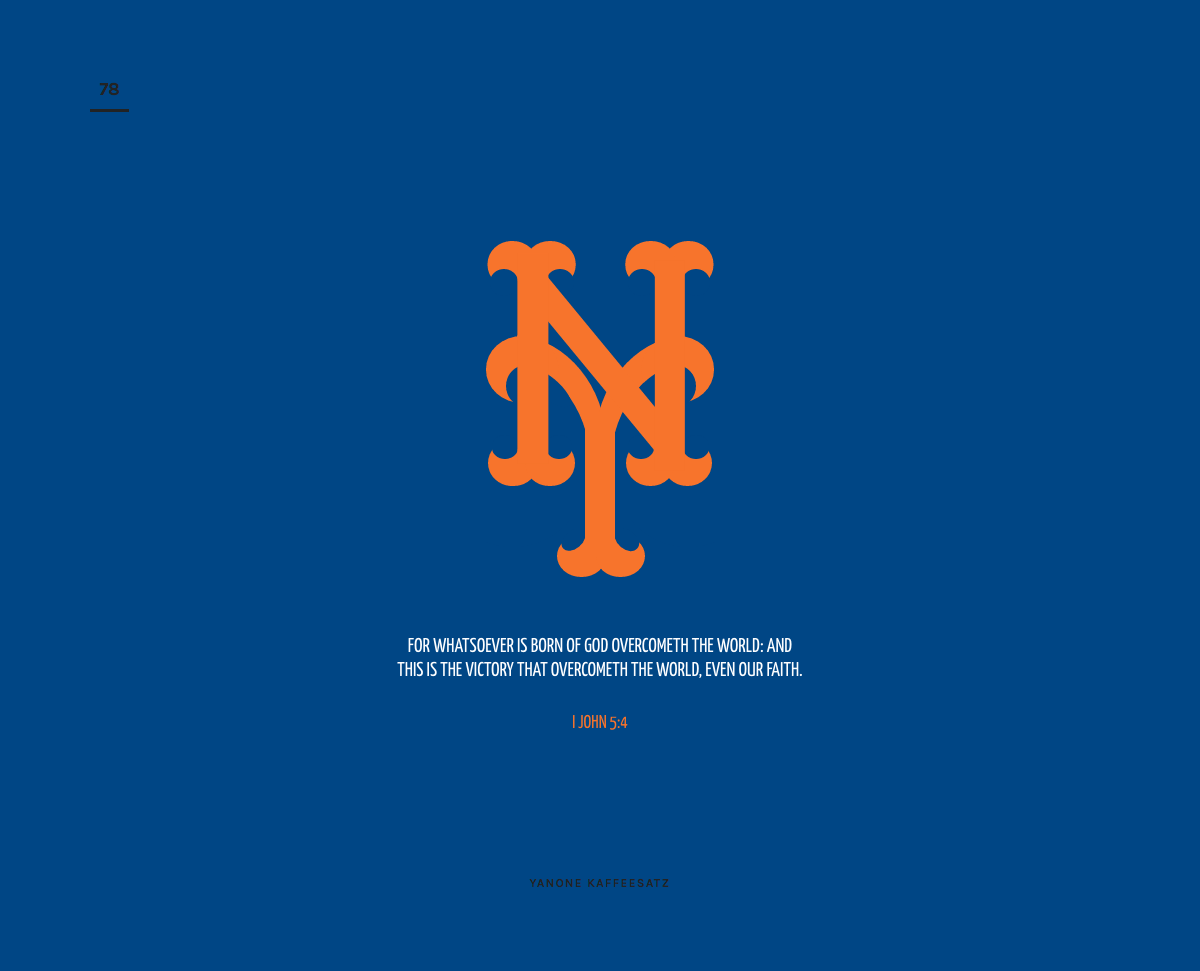 78
NY
FOR WHATSOEVER IS BORN OF GOD OVERCOMETH THE WORLD: AND
THIS IS THE VICTORY THAT OVERCOMETH THE WORLD, EVEN OUR FAITH.
I JOHN 5:4
YANONE KAFFEESATZ